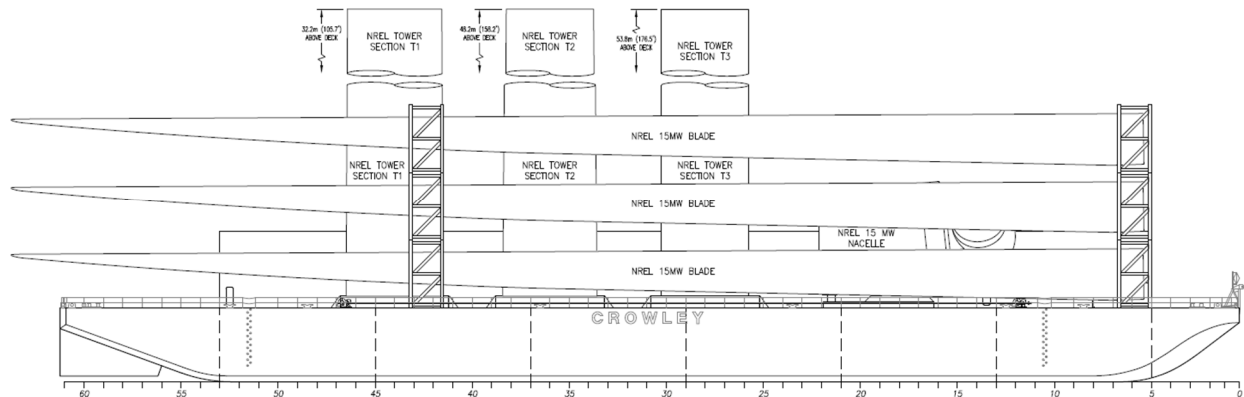 32.2m (105.7')
ABOVE DECK
NREL TOWER
SECTION T1
48.2m (158.2')
ABOVE DECK
NREL TOWER
SECTION T2
53.8m (176.5')
ABOVE DECK
NREL TOWER
SECTION T3
NREL 15MW BLADE
NREL TOWER
SECTION T1
NREL TOWER
SECTION T2
NREL TOWER
SECTION T3
NREL 15MW BLADE
NREL 15 MW
NACELLE
NREL 15MW BLADE
CROWLEY
60 55 50 45 40 35 30 25 20 15 10 5 0